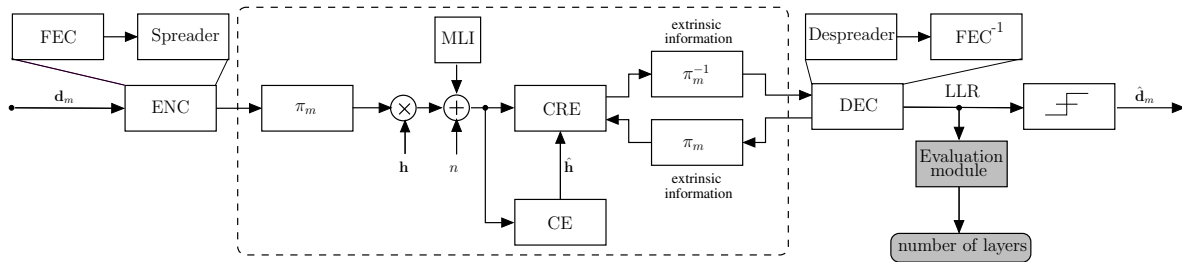 FEC
Spreader
MLI
extrinsic
information
Despreader
FEC⁻¹
d_m
ENC
π_m
×
+
CRE
π_m⁻¹
π_m
extrinsic
information
DEC
LLR
d̂_m
h
n
ĥ
CE
Evaluation
module
number of layers